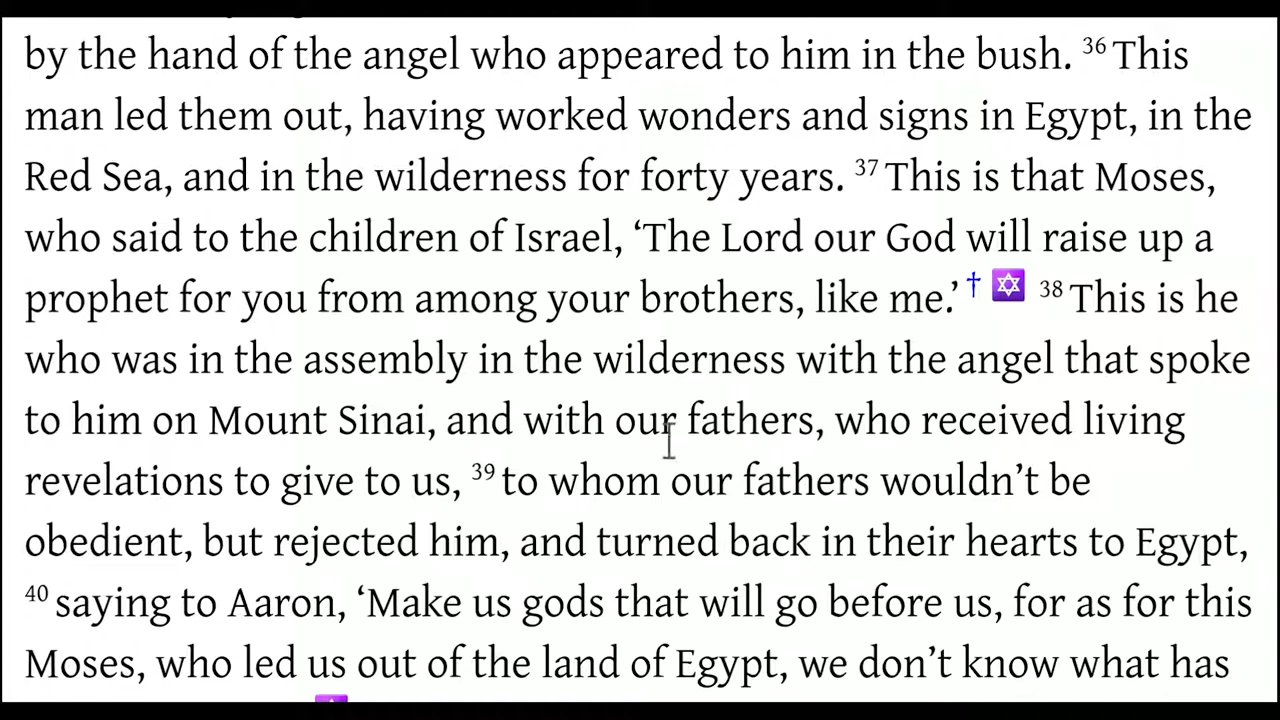 by the hand of the angel who appeared to him in the bush. 36 This
man led them out, having worked wonders and signs in Egypt, in the
Red Sea, and in the wilderness for forty years. 37 This is that Moses,
who said to the children of Israel, ‘The Lord our God will raise up a
prophet for you from among your brothers, like me.’† ✡ 38 This is he
who was in the assembly in the wilderness with the angel that spoke
to him on Mount Sinai, and with our fathers, who received living
revelations to give to us, 39 to whom our fathers wouldn’t be
obedient, but rejected him, and turned back in their hearts to Egypt,
40 saying to Aaron, ‘Make us gods that will go before us, for as for this
Moses, who led us out of the land of Egypt, we don’t know what has